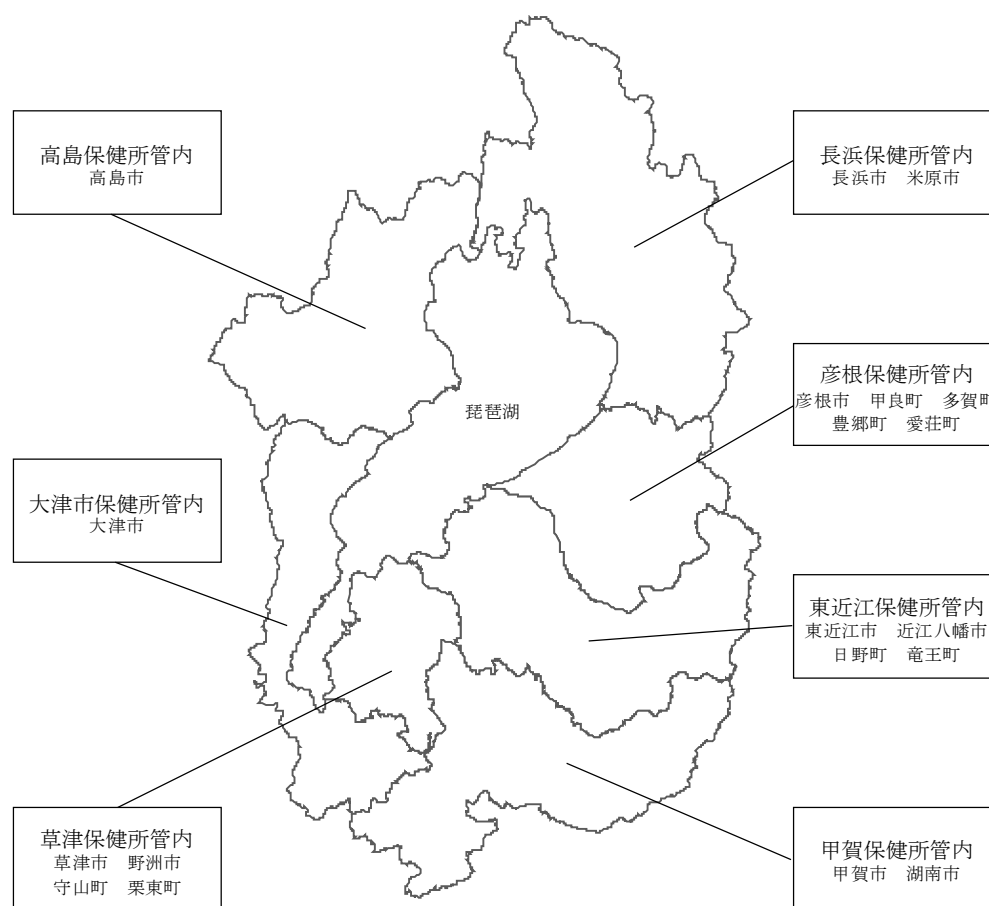 高島保健所管内
高島市
長浜保健所管内
長浜市 米原市
彦根保健所管内
彦根市 甲良町 多賀町
豊郷町 愛荘町
琵琶湖
大津市保健所管内
大津市
東近江保健所管内
東近江市 近江八幡市
日野町 竜王町
草津保健所管内
草津市 野洲市
守山町 栗東町
甲賀保健所管内
甲賀市 湖南市